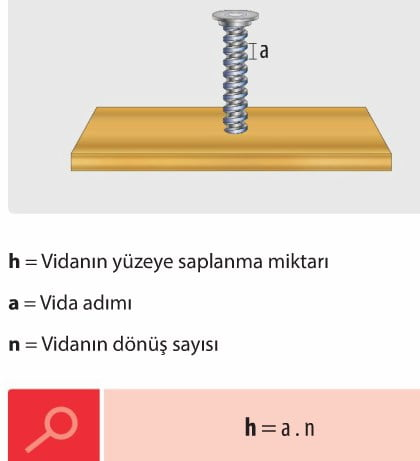 a
h = Vidanın yüzeye saplanma miktarı
a = Vida adımı
n = Vidanın dönüş sayısı
h = a . n